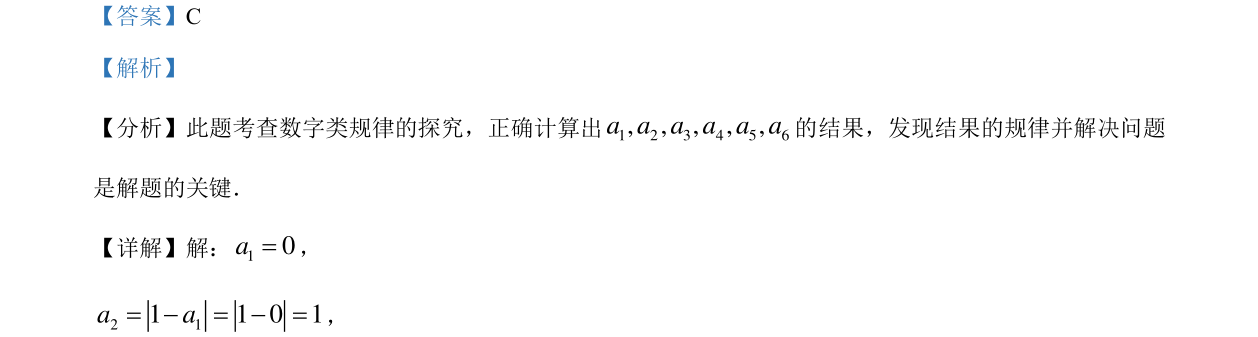 【答案】C
【解析】
【分析】此题考查数字类规律的探究，正确计算出a₁,a₂,a₃,a₄,a₅,a₆的结果，发现结果的规律并解决问题
是解题的关键．
【详解】解：a₁=0，
a₂=|1−a₁|=|1−0|=1，